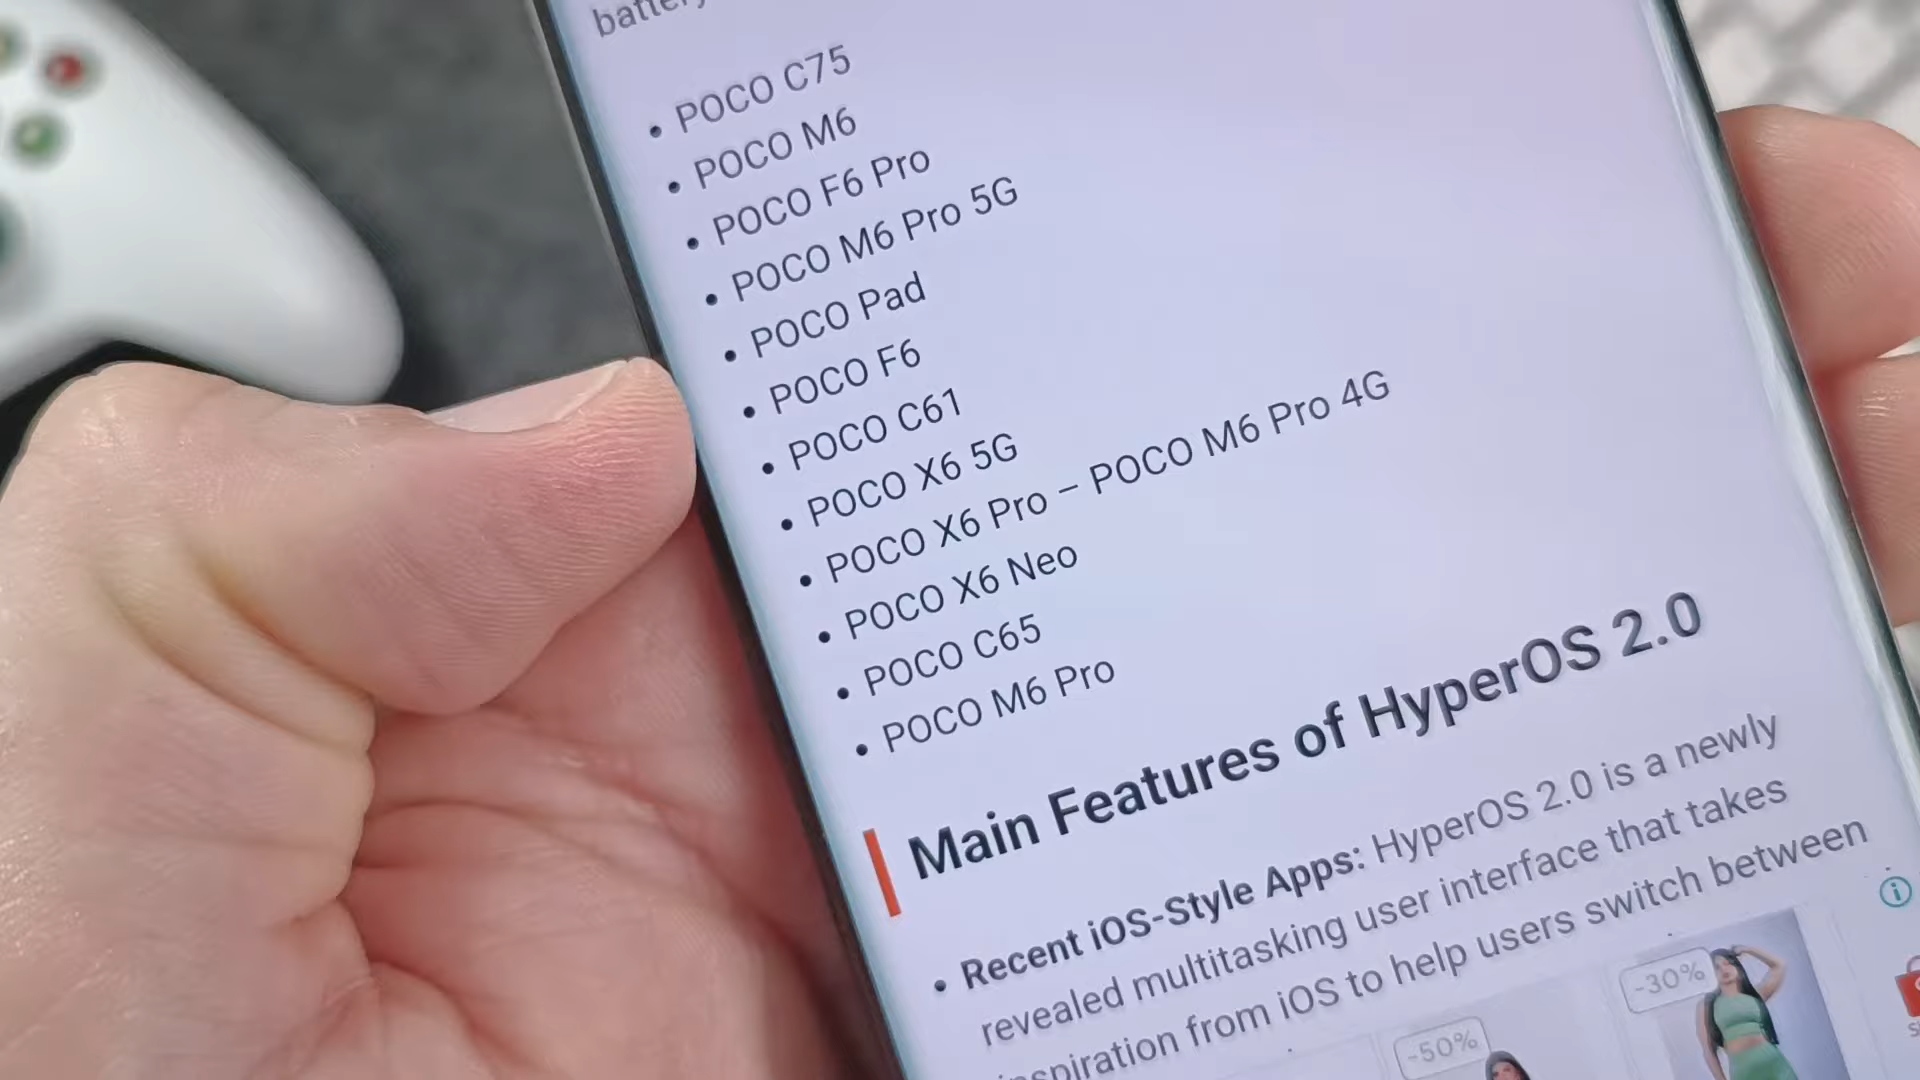 battery
• POCO C75
• POCO M6
• POCO F6 Pro
• POCO M6 Pro 5G
• POCO Pad
• POCO F6
• POCO C61
• POCO X6 5G
• POCO X6 Pro – POCO M6 Pro 4G
• POCO X6 Neo
• POCO C65
• POCO M6 Pro
Main Features of HyperOS 2.0
• Recent iOS-Style Apps: HyperOS 2.0 is a newly
revealed multitasking user interface that takes
inspiration from iOS to help users switch between
-30%
-50%